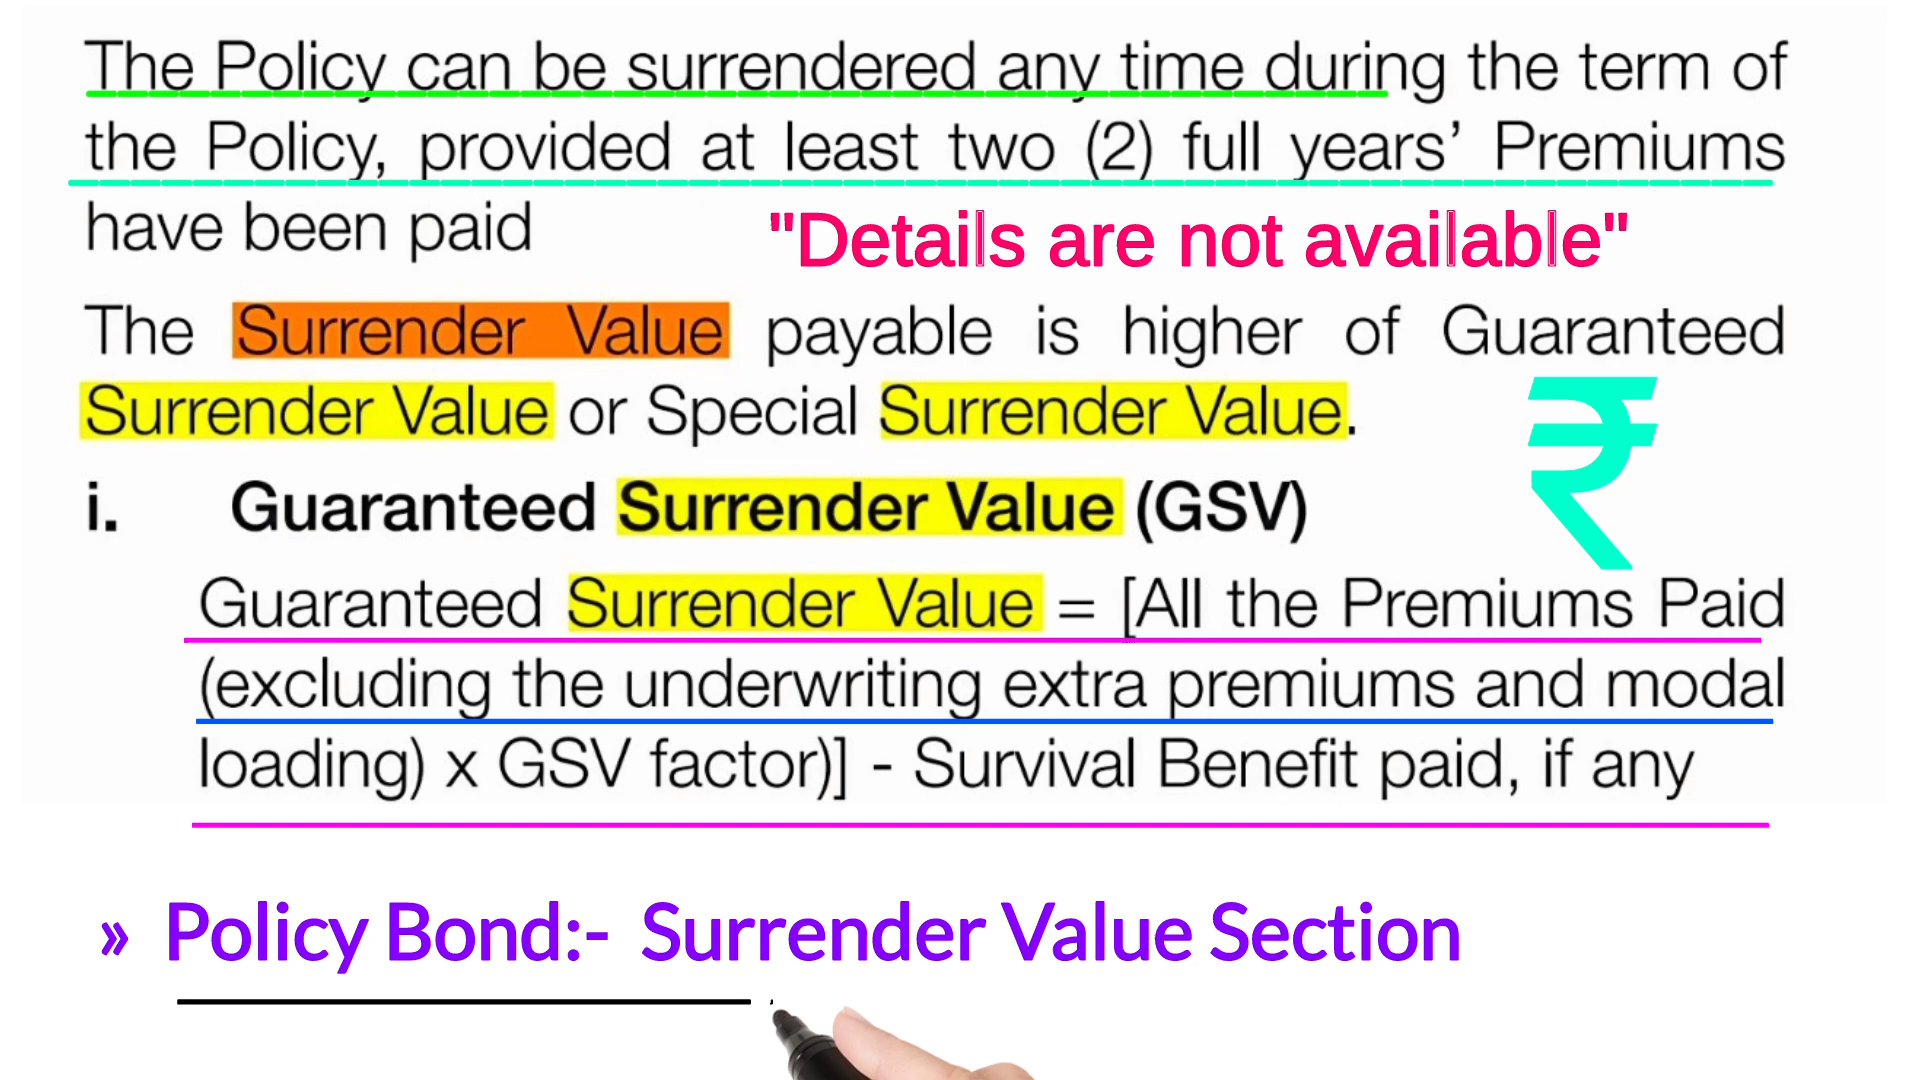 The Policy can be surrendered any time during the term of
the Policy, provided at least two (2) full years’ Premiums
have been paid
"Details are not available"
The Surrender Value payable is higher of Guaranteed
Surrender Value or Special Surrender Value.
₹
i. Guaranteed Surrender Value (GSV)
Guaranteed Surrender Value = [All the Premiums Paid
(excluding the underwriting extra premiums and modal
loading) x GSV factor)] - Survival Benefit paid, if any
» Policy Bond:- Surrender Value Section